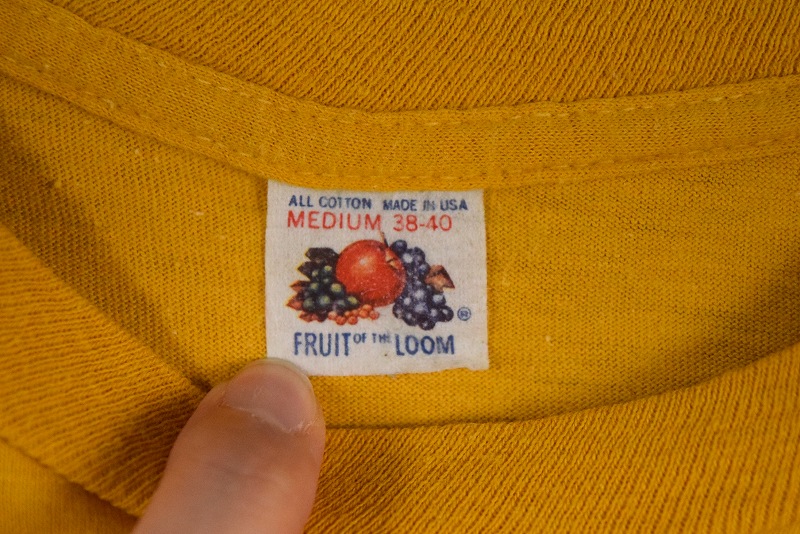 ALL COTTON MADE IN USA
MEDIUM 38-40
®
FRUIT OF THE LOOM